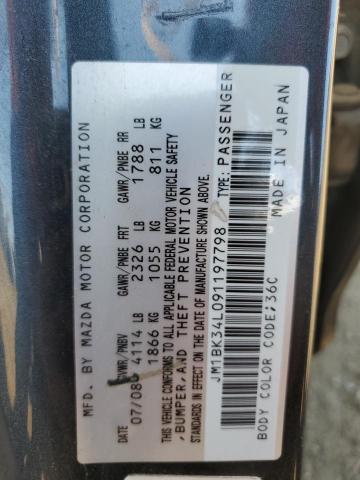 MFD. BY MAZDA MOTOR CORPORATION
DATE GVWR/PNBV GAWR/PNBE FRT GAWR/PNBE RR
07/08 4114 LB 2326 LB 1788 LB
1866 KG 1055 KG 811 KG
THIS VEHICLE CONFORMS TO ALL APPLICABLE FEDERAL MOTOR VEHICLE SAFETY
,BUMPER, AND THEFT PREVENTION
STANDARDS IN EFFECT ON THE DATE OF MANUFACTURE SHOWN ABOVE.
JM1BK34L091197798 TYPE: PASSENGER
BODY COLOR CODE;36C MADE IN JAPAN